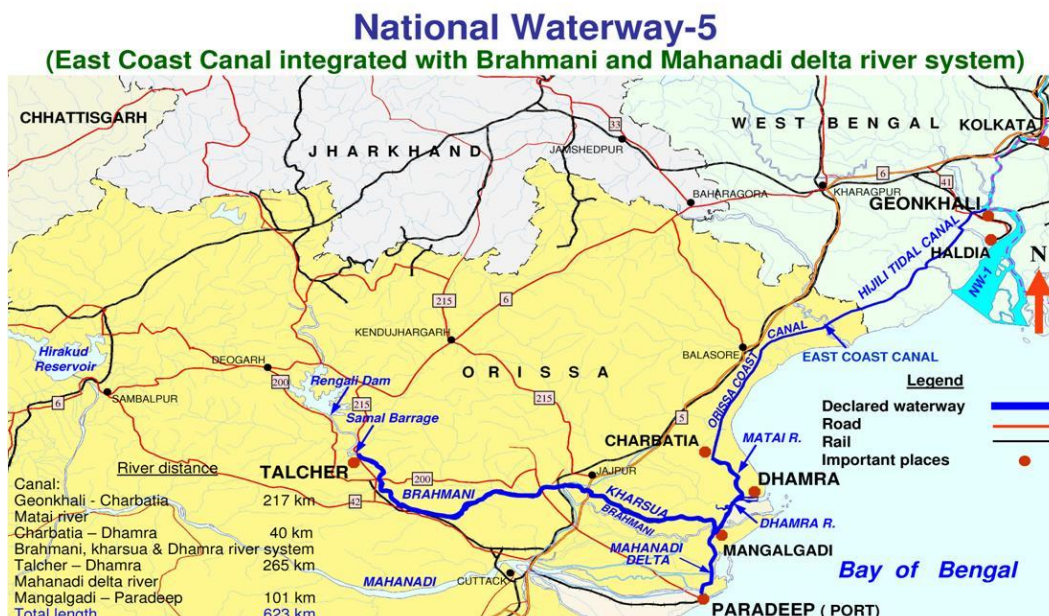 National Waterway-5
(East Coast Canal integrated with Brahmani and Mahanadi delta river system)
CHHATTISGARH
JHARKHAND
33
JAMSHEDPUR
WEST BENGAL
KOLKATA
BAHARAGORA
KHARAGPUR
6
41
GEONKHALI
HALDIA
HIJILI TIDAL CANAL
NW-1
N
215
6
KENDUJHARGARH
BALASORE
CANAL
EAST COAST CANAL
ORISSA COAST
Hirakud
Reservoir
DEOGARH
ORISSA
200
Rengali Dam
6
SAMBALPUR
215
Samal Barrage
215
5
Legend
Declared waterway
Road
Rail
Important places
CHARBATIA
MATAI R.
TALCHER
JAJPUR
DHAMRA
200
BRAHMANI
KHARSUA
BRAHMANI
DHAMRA R.
42
MANGALGADI
MAHANADI
DELTA
MAHANADI
CUTTACK
Bay of Bengal
PARADEEP ( PORT)
River distance
Canal:
Geonkhali - Charbatia 217 km
Matai river
Charbatia – Dhamra 40 km
Brahmani, kharsua & Dhamra river system
Talcher – Dhamra 265 km
Mahanadi delta river
Mangalgadi – Paradeep 101 km
Total length 623 km